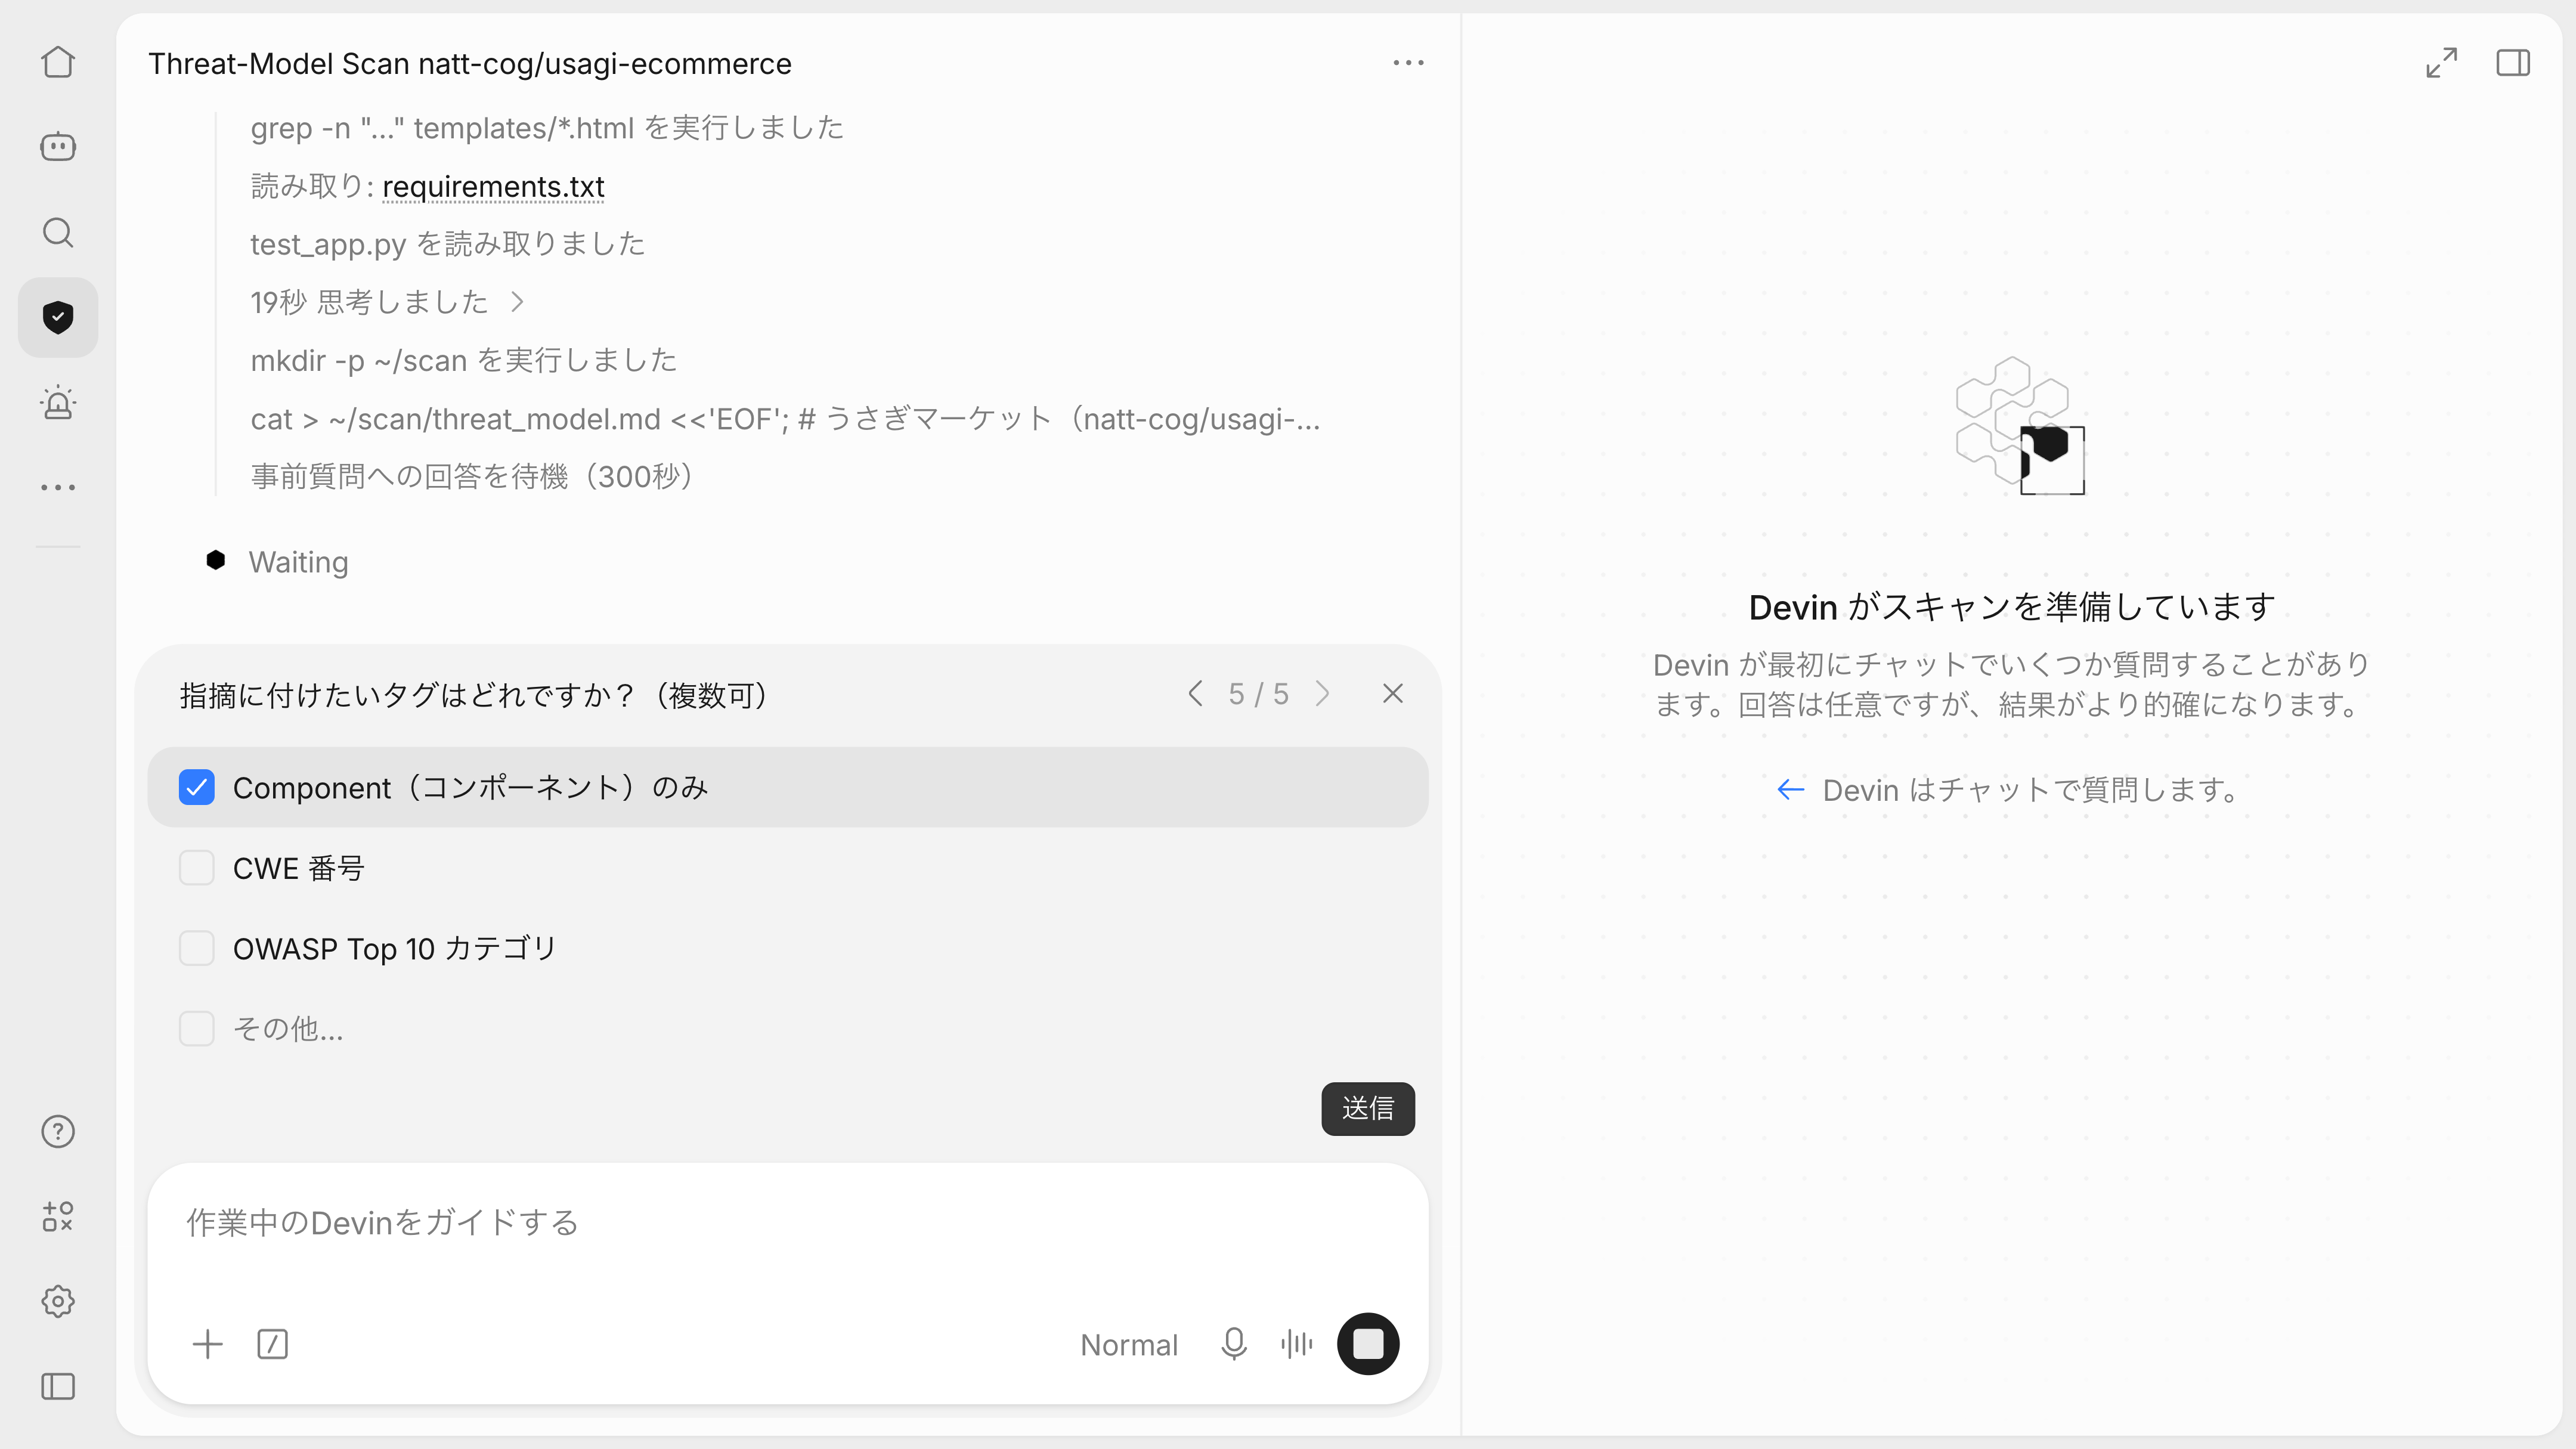 Threat-Model Scan natt-cog/usagi-ecommerce
grep -n "..." templates/*.html を実行しました
読み取り: requirements.txt
test_app.py を読み取りました
19秒 思考しました
mkdir -p ~/scan を実行しました
cat > ~/scan/threat_model.md <<'EOF'; # うさぎマーケット（natt-cog/usagi-...
事前質問への回答を待機（300秒）
Waiting
指摘に付けたいタグはどれですか？（複数可）
5 / 5
Component（コンポーネント）のみ
CWE 番号
OWASP Top 10 カテゴリ
その他...
送信
作業中のDevinをガイドする
Normal
Devin がスキャンを準備しています
Devin が最初にチャットでいくつか質問することがあり
ます。回答は任意ですが、結果がより的確になります。
Devin はチャットで質問します。